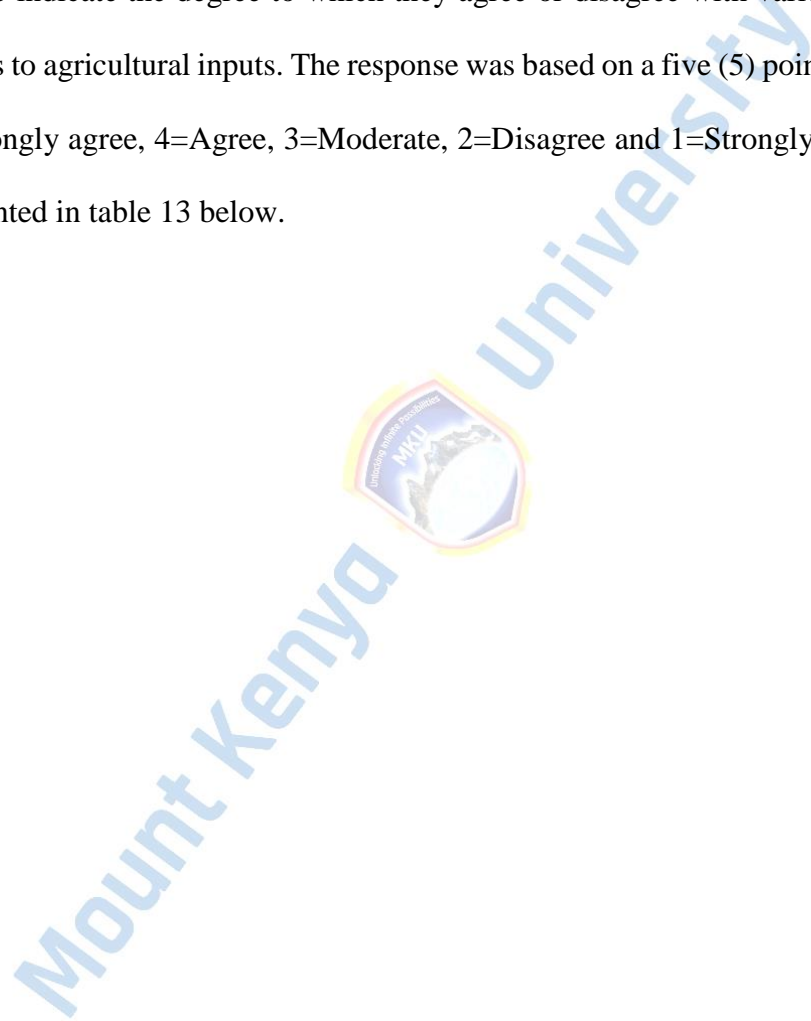 indicate the degree to which they agree or disagree with
s to agricultural inputs. The response was based on a five (5)
ongly agree, 4=Agree, 3=Moderate, 2=Disagree and 1=Strongly
nted in table 13 below.
Mount Kenya University
Unlocking Infinite Possibilities
MKU